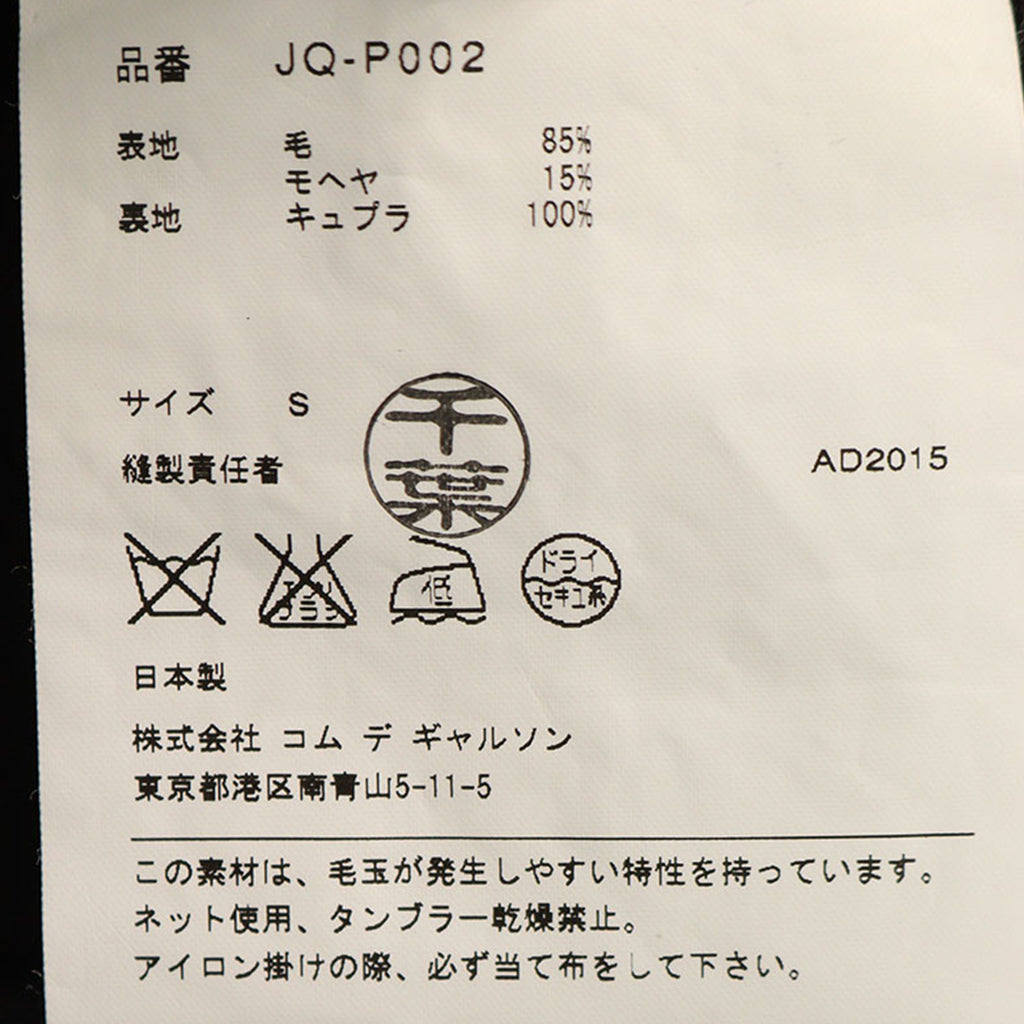 品番 JQ-P002
表地 毛 85%
モヘヤ 15%
裏地 キュプラ 100%
サイズ S
千葉
縫製責任者
AD2015
エンソ
サラシ
低
ドライ
セキユ系
日本製
株式会社 コム デ ギャルソン
東京都港区南青山5-11-5
この素材は、毛玉が発生しやすい特性を持っています。
ネット使用、タンブラー乾燥禁止。
アイロン掛けの際、必ず当て布をして下さい。